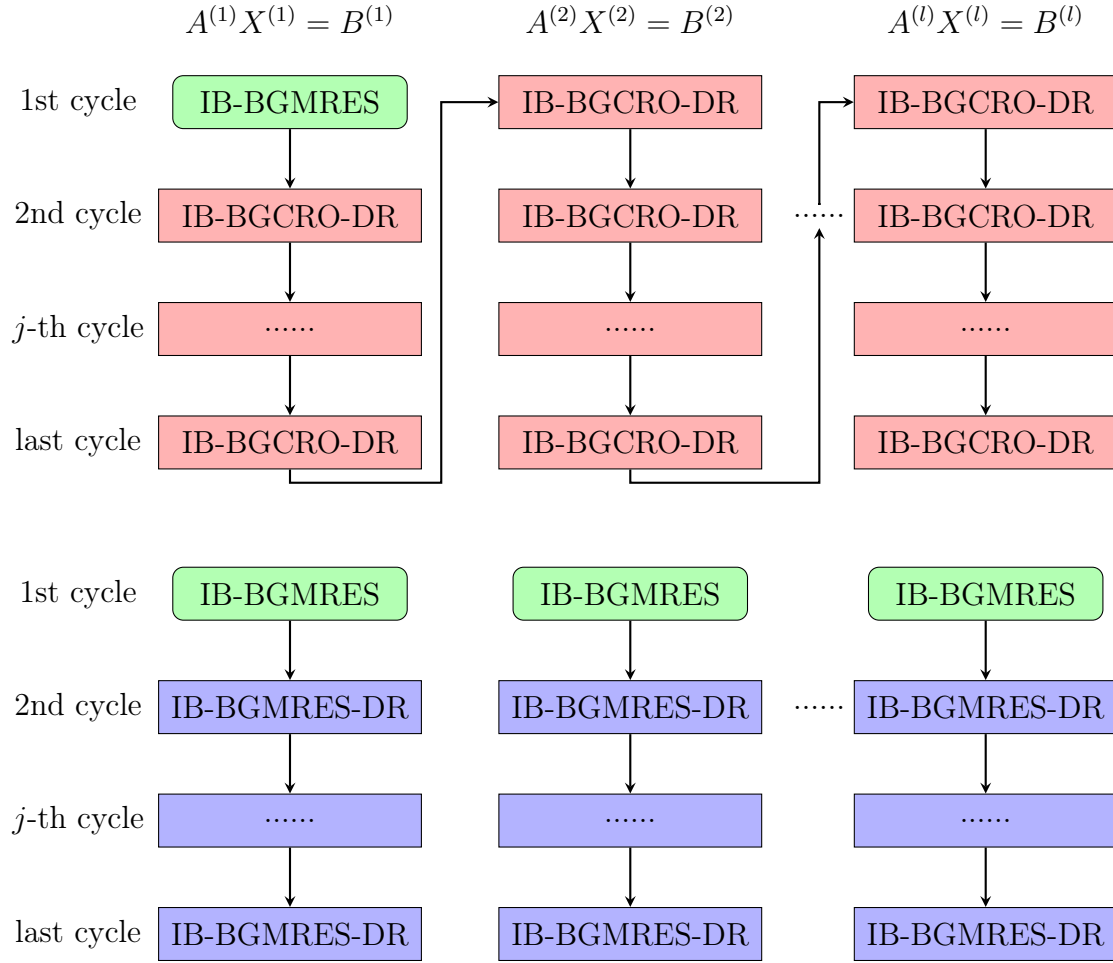 $A^{(1)}X^{(1)} = B^{(1)}$ $A^{(2)}X^{(2)} = B^{(2)}$ $A^{(l)}X^{(l)} = B^{(l)}$
1st cycle IB-BGMRES IB-BGCRO-DR IB-BGCRO-DR
2nd cycle IB-BGCRO-DR IB-BGCRO-DR ...... IB-BGCRO-DR
j-th cycle ...... ...... ......
last cycle IB-BGCRO-DR IB-BGCRO-DR IB-BGCRO-DR
1st cycle IB-BGMRES IB-BGMRES IB-BGMRES
2nd cycle IB-BGMRES-DR IB-BGMRES-DR ...... IB-BGMRES-DR
j-th cycle ...... ...... ......
last cycle IB-BGMRES-DR IB-BGMRES-DR IB-BGMRES-DR